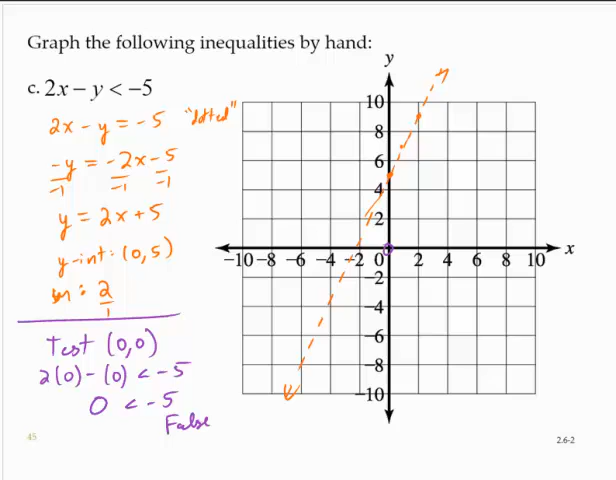 Graph the following inequalities by hand:
c. 2x − y < −5
2x - y = -5 "dotted"
-y = -2x - 5
-1 -1 -1
y = 2x + 5
y-int: (0, 5)
m: 2
1
Test (0,0)
2(0) - (0) < -5
0 < -5
False
y
10
8
6
4
2
−10 −8 −6 −4 −2 0 2 4 6 8 10 x
−2
−4
−6
−8
−10
45
2.6-2